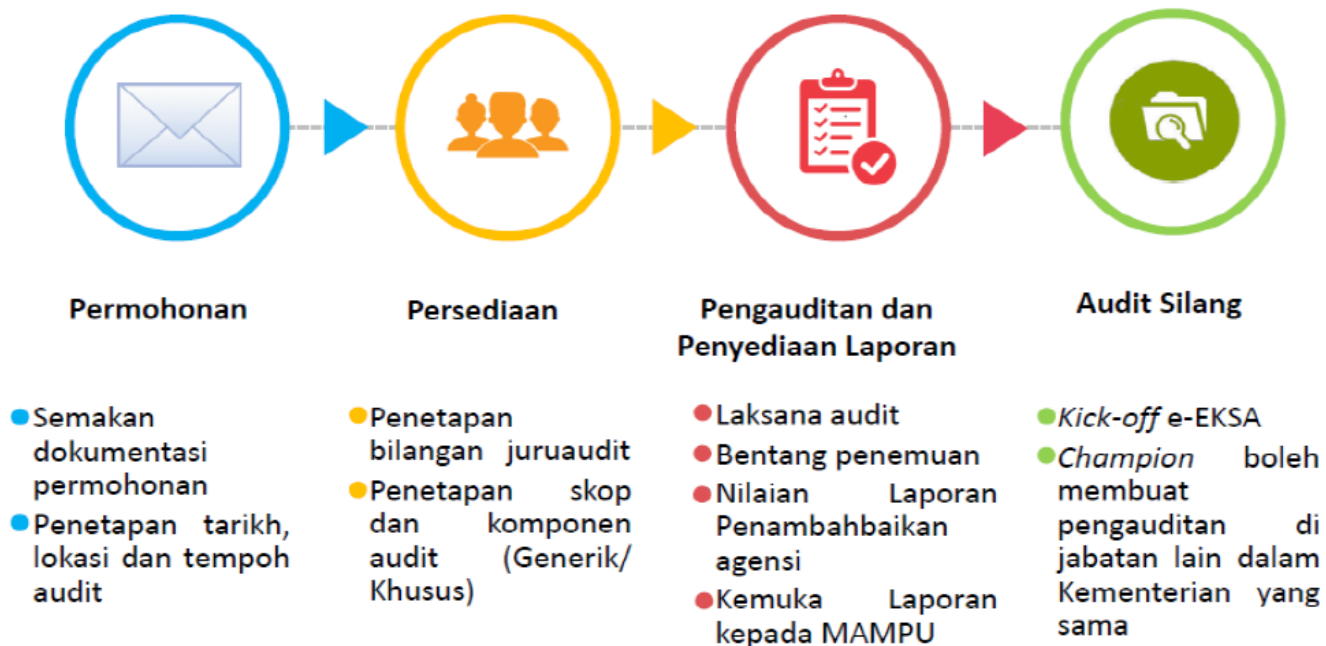 Permohonan
Semakan
dokumentasi
permohonan
Penetapan tarikh,
lokasi dan tempoh
audit
Persediaan
Penetapan
bilangan juruaudit
Penetapan skop
dan komponen
audit (Generik/
Khusus)
Pengauditan dan
Penyediaan Laporan
Laksana audit
Bentang penemuan
Nilaian Laporan
Penambahbaikan
agensi
Kemuka Laporan
kepada MAMPU
Audit Silang
Kick-off e-EKSA
Champion boleh
membuat
pengauditan di
jabatan lain dalam
Kementerian yang
sama